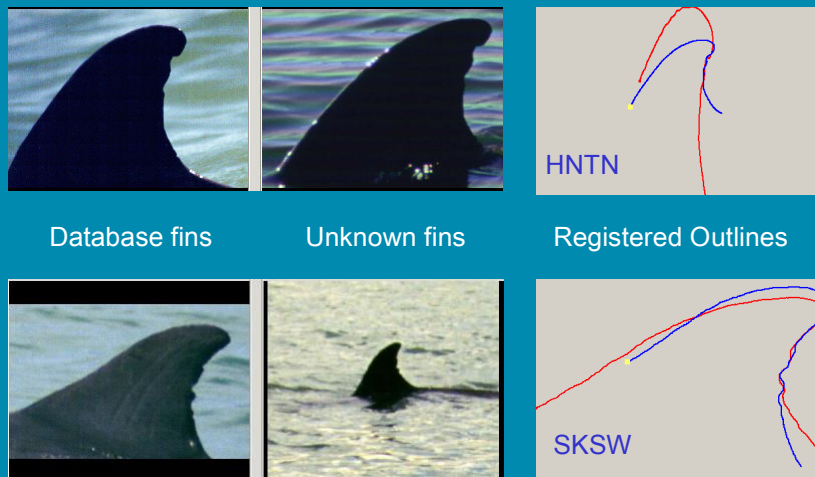 HNTN
Database fins
Unknown fins
Registered Outlines
SKSW